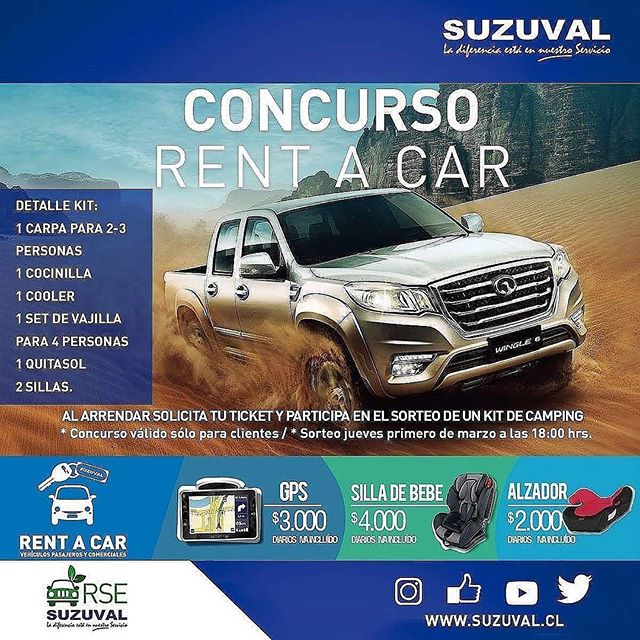 SUZUVAL
La diferencia está en nuestro Servicio
CONCURSO
RENT A CAR
DETALLE KIT:
1 CARPA PARA 2-3
PERSONAS
1 COCINILLA
1 COOLER
1 SET DE VAJILLA
PARA 4 PERSONAS
1 QUITASOL
2 SILLAS.
WINGLE 6
AL ARRENDAR SOLICITA TU TICKET Y PARTICIPA EN EL SORTEO DE UN KIT DE CAMPING
* Concurso válido sólo para clientes / * Sorteo jueves primero de marzo a las 18:00 hrs.
SUZUVAL
RENT A CAR
VEHÍCULOS PASAJEROS Y COMERCIALES
GPS
$3.000
DIARIOS IVA INCLUÍDO
SILLA DE BEBE
$4.000
DIARIOS IVA INCLUÍDO
ALZADOR
$2.000
DIARIOS IVA INCLUÍDO
RSE
SUZUVAL
La diferencia está en nuestro Servicio
WWW.SUZUVAL.CL